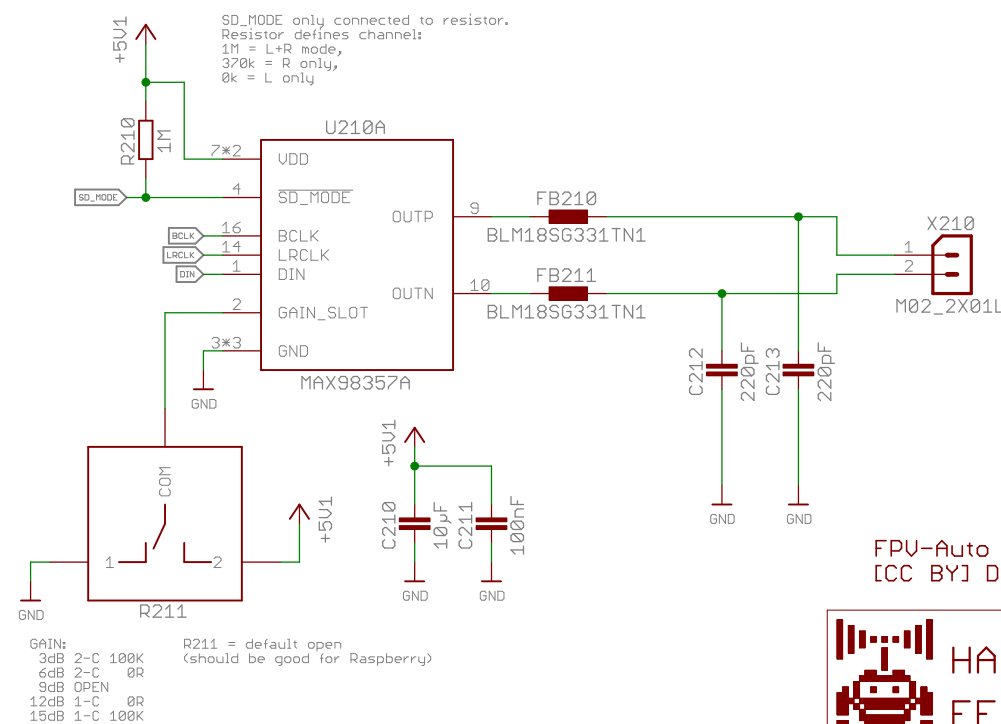 SD_MODE only connected to resistor.
Resistor defines channel:
1M = L+R mode,
370k = R only,
0k = L only
+5V1
R210
1M
U210A
7*2
VDD
SD_MODE
4
SD_MODE
BCLK
16
BCLK
LRCLK
14
LRCLK
DIN
1
DIN
2
GAIN_SLOT
3*3
GND
GND
MAX98357A
OUTP
9
FB210
BLM18SG331TN1
OUTN
10
FB211
BLM18SG331TN1
X210
1
2
M02_2X01L
C212
220pF
C213
220pF
GND
GND
COM
1
2
+5V1
GND
R211
+5V1
C210
10µF
C211
100nF
GND
GND
GAIN:
3dB 2-C 100K
6dB 2-C 0R
9dB OPEN
12dB 1-C 0R
15dB 1-C 100K
R211 = default open
(should be good for Raspberry)
FPV-Auto
[CC BY] D
HA